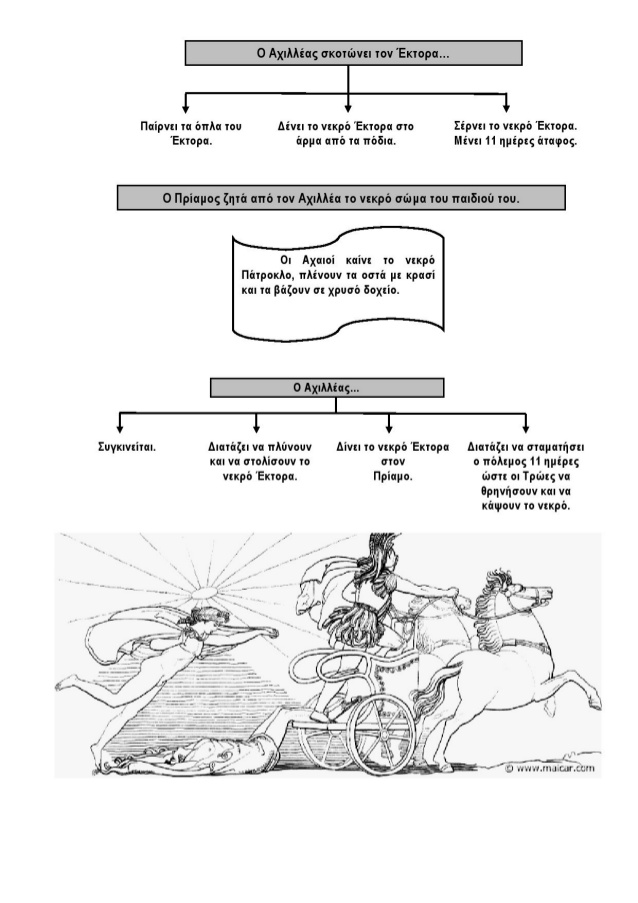 Ο Αχιλλέας σκοτώνει τον Έκτορα...
Παίρνει τα όπλα του
Έκτορα.
Δένει το νεκρό Έκτορα στο
άρμα από τα πόδια.
Σέρνει το νεκρό Έκτορα.
Μένει 11 ημέρες άταφος.
Ο Πρίαμος ζητά από τον Αχιλλέα το νεκρό σώμα του παιδιού του.
Οι Αχαιοί καίνε το νεκρό
Πάτροκλο, πλένουν τα οστά με κρασί
και τα βάζουν σε χρυσό δοχείο.
Ο Αχιλλέας...
Συγκινείται.
Διατάζει να πλύνουν
και να στολίσουν το
νεκρό Έκτορα.
Δίνει το νεκρό Έκτορα
στον
Πρίαμο.
Διατάζει να σταματήσει
ο πόλεμος 11 ημέρες
ώστε οι Τρώες να
θρηνήσουν και να
κάψουν το νεκρό.
© www.maicar.com